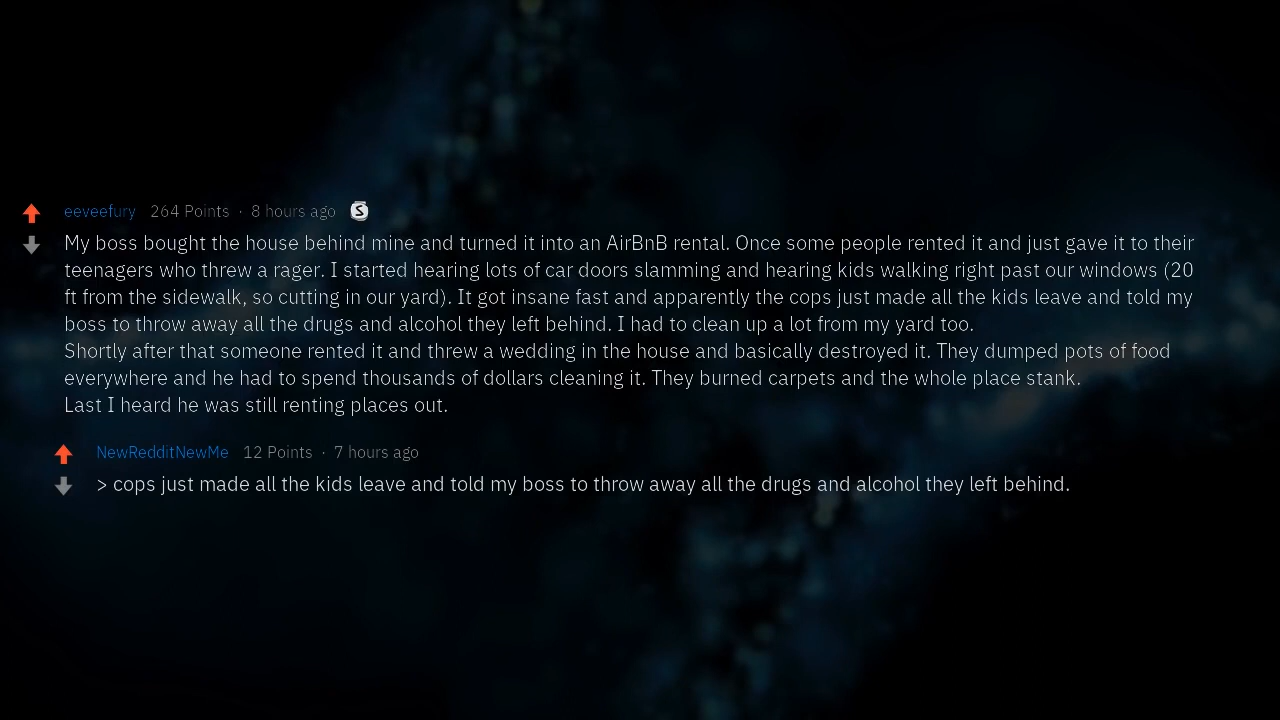 eeveefury 264 Points · 8 hours ago S
My boss bought the house behind mine and turned it into an AirBnB rental. Once some people rented it and just gave it to their
teenagers who threw a rager. I started hearing lots of car doors slamming and hearing kids walking right past our windows (20
ft from the sidewalk, so cutting in our yard). It got insane fast and apparently the cops just made all the kids leave and told my
boss to throw away all the drugs and alcohol they left behind. I had to clean up a lot from my yard too.
Shortly after that someone rented it and threw a wedding in the house and basically destroyed it. They dumped pots of food
everywhere and he had to spend thousands of dollars cleaning it. They burned carpets and the whole place stank.
Last I heard he was still renting places out.
NewRedditNewMe 12 Points · 7 hours ago
> cops just made all the kids leave and told my boss to throw away all the drugs and alcohol they left behind.